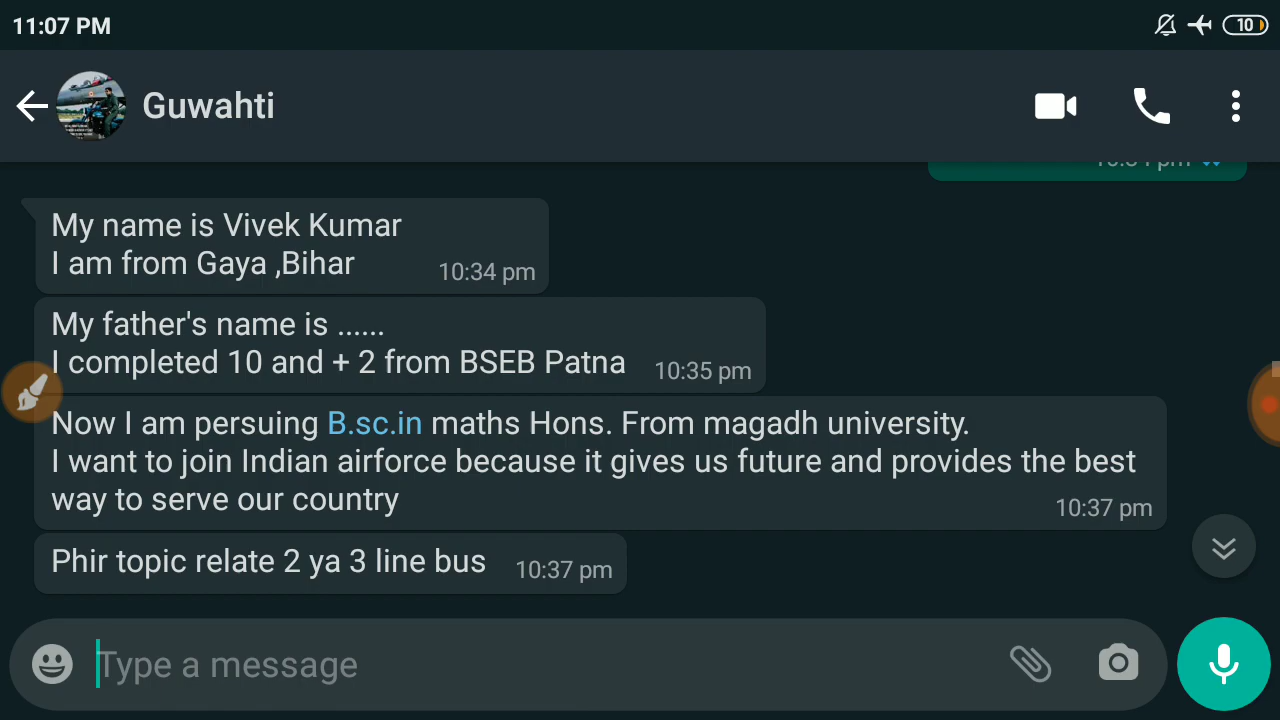 11:07 PM
10
Guwahti
My name is Vivek Kumar
I am from Gaya ,Bihar
10:34 pm
My father's name is ......
I completed 10 and + 2 from BSEB Patna
10:35 pm
Now I am persuing B.sc.in maths Hons. From magadh university.
I want to join Indian airforce because it gives us future and provides the best
way to serve our country
10:37 pm
Phir topic relate 2 ya 3 line bus
10:37 pm
Type a message